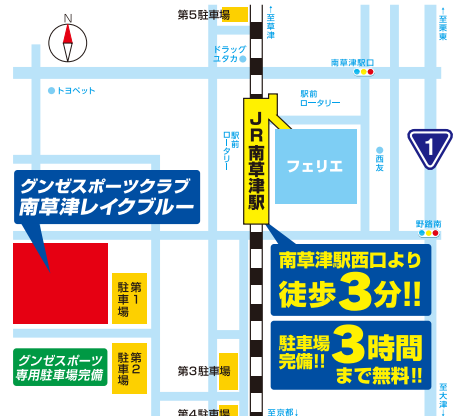 N
第5駐車場
↑至草津
↑至栗東
ドラッグ
ユタカ
南草津駅口
トヨペット
駅前
ロータリー
JR南草津駅
駅前
ロータリー
フェリエ
西友
1
グンゼスポーツクラブ
南草津レイクブルー
野路南
南草津駅西口より
徒歩3分!!
駐車場
完備!!
3時間
まで無料!!
第1
駐車場
第2
駐車場
グンゼスポーツ
専用駐車場完備
第3駐車場
第4駐車場
至京都↓
至大津↓